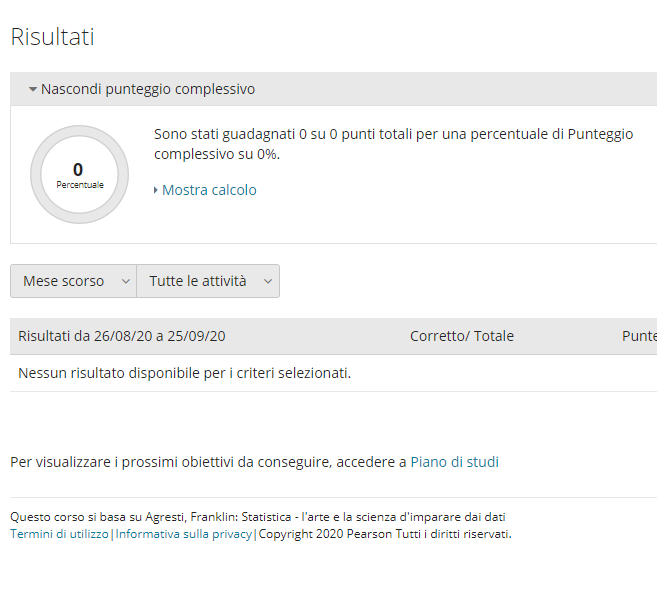 Risultati
Nascondi punteggio complessivo
Sono stati guadagnati 0 su 0 punti totali per una percentuale di Punteggio
complessivo su 0%.
0
Percentuale
Mostra calcolo
Mese scorso
Tutte le attività
Risultati da 26/08/20 a 25/09/20 Corretto/ Totale Punte
Nessun risultato disponibile per i criteri selezionati.
Per visualizzare i prossimi obiettivi da conseguire, accedere a Piano di studi
Questo corso si basa su Agresti, Franklin: Statistica - l'arte e la scienza d'imparare dai dati
Termini di utilizzo|Informativa sulla privacy|Copyright 2020 Pearson Tutti i diritti riservati.